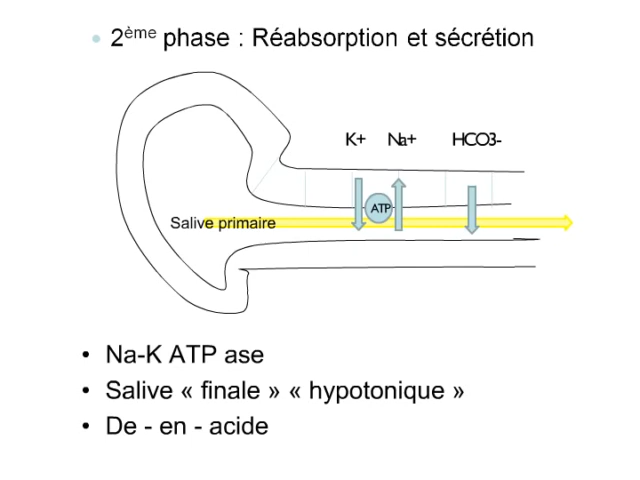 • 2ème phase : Réabsorption et sécrétion
K+ Na+ HCO3-
ATP
Salive primaire
• Na-K ATP ase
• Salive « finale » « hypotonique »
• De - en - acide